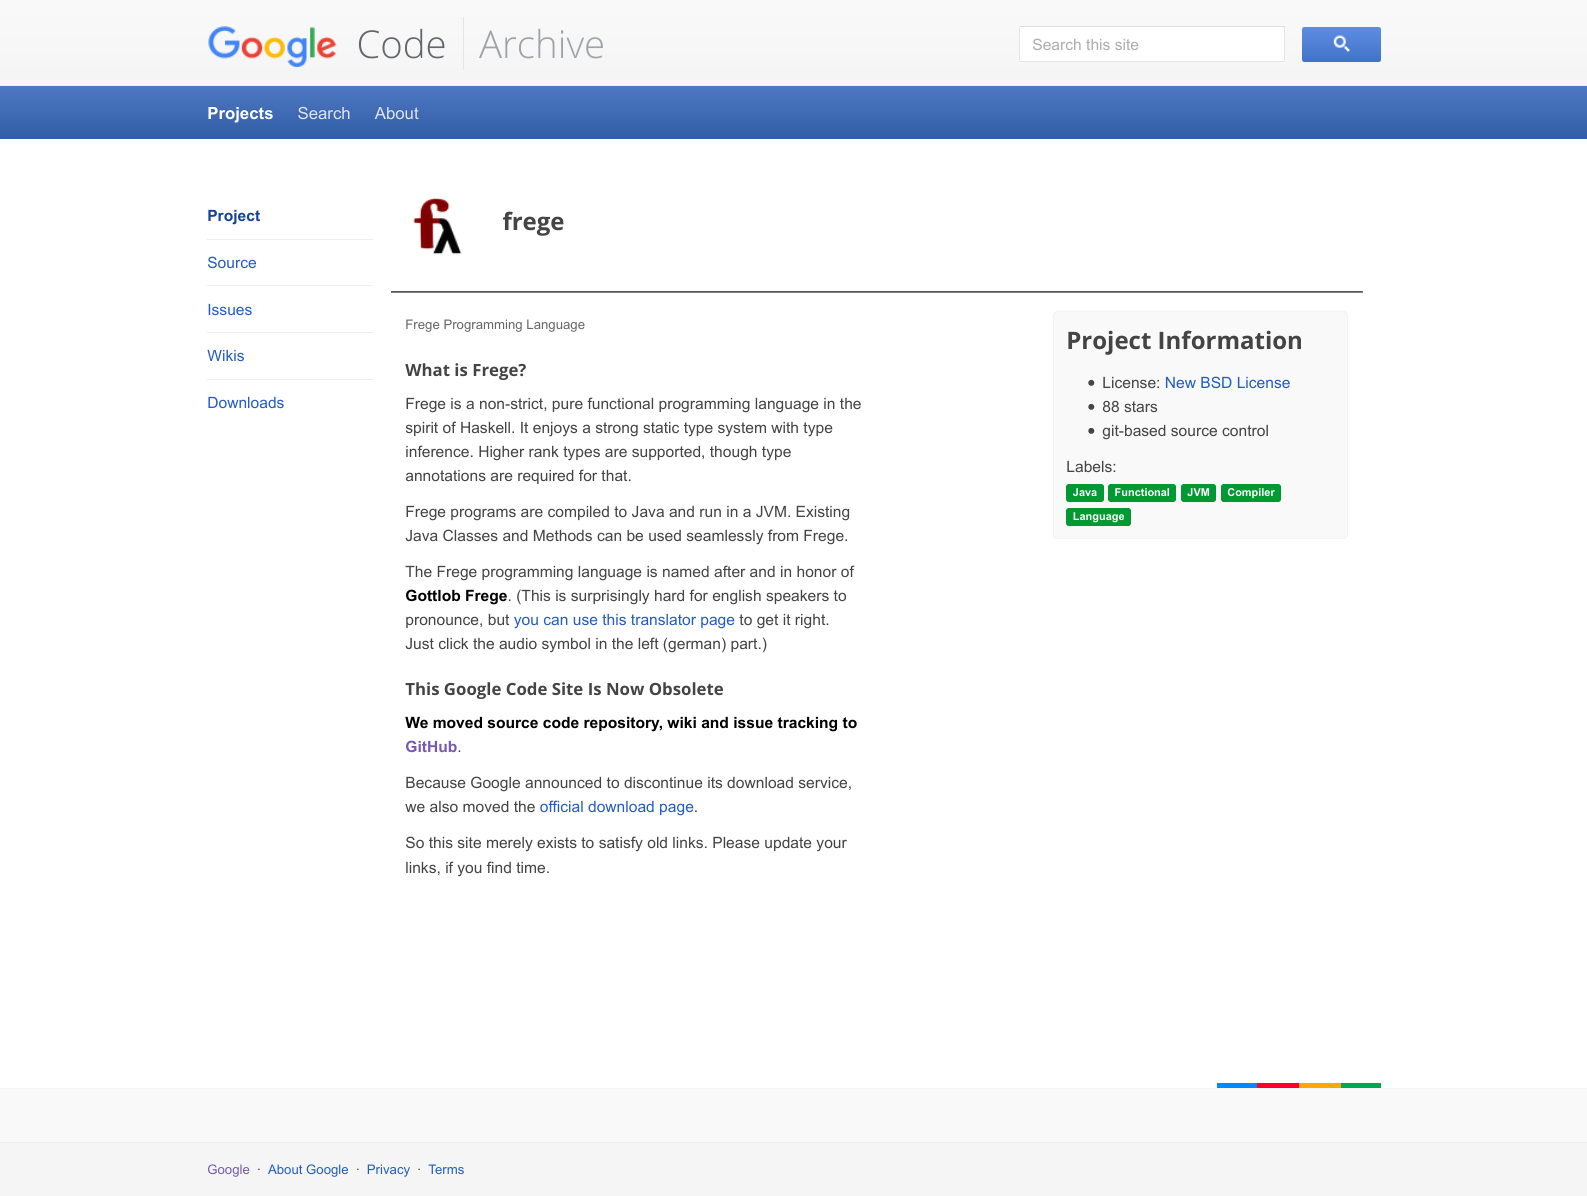 Google Code Archive
Search this site
Projects Search About
Project
Source
Issues
Wikis
Downloads
fλ
frege
Frege Programming Language
What is Frege?
Frege is a non-strict, pure functional programming language in the
spirit of Haskell. It enjoys a strong static type system with type
inference. Higher rank types are supported, though type
annotations are required for that.
Frege programs are compiled to Java and run in a JVM. Existing
Java Classes and Methods can be used seamlessly from Frege.
The Frege programming language is named after and in honor of
Gottlob Frege. (This is surprisingly hard for english speakers to
pronounce, but you can use this translator page to get it right.
Just click the audio symbol in the left (german) part.)
This Google Code Site Is Now Obsolete
We moved source code repository, wiki and issue tracking to
GitHub.
Because Google announced to discontinue its download service,
we also moved the official download page.
So this site merely exists to satisfy old links. Please update your
links, if you find time.
Project Information
• License: New BSD License
• 88 stars
• git-based source control
Labels:
Java Functional JVM Compiler
Language
Google · About Google · Privacy · Terms